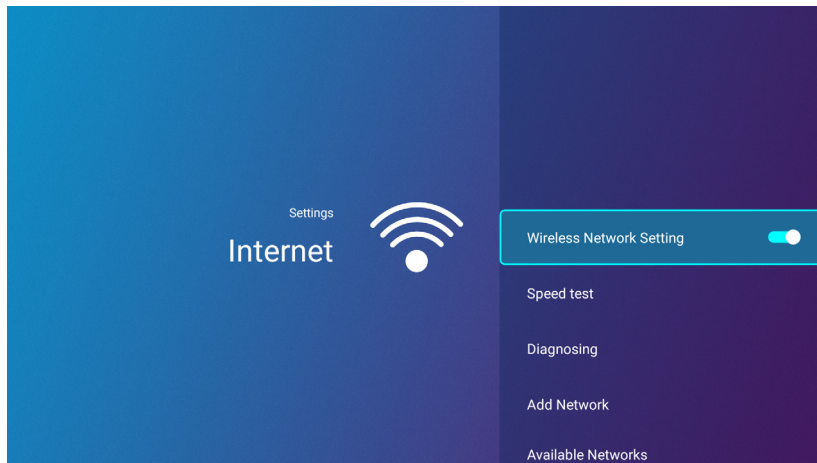 Settings
Internet
Wireless Network Setting
Speed test
Diagnosing
Add Network
Available Networks